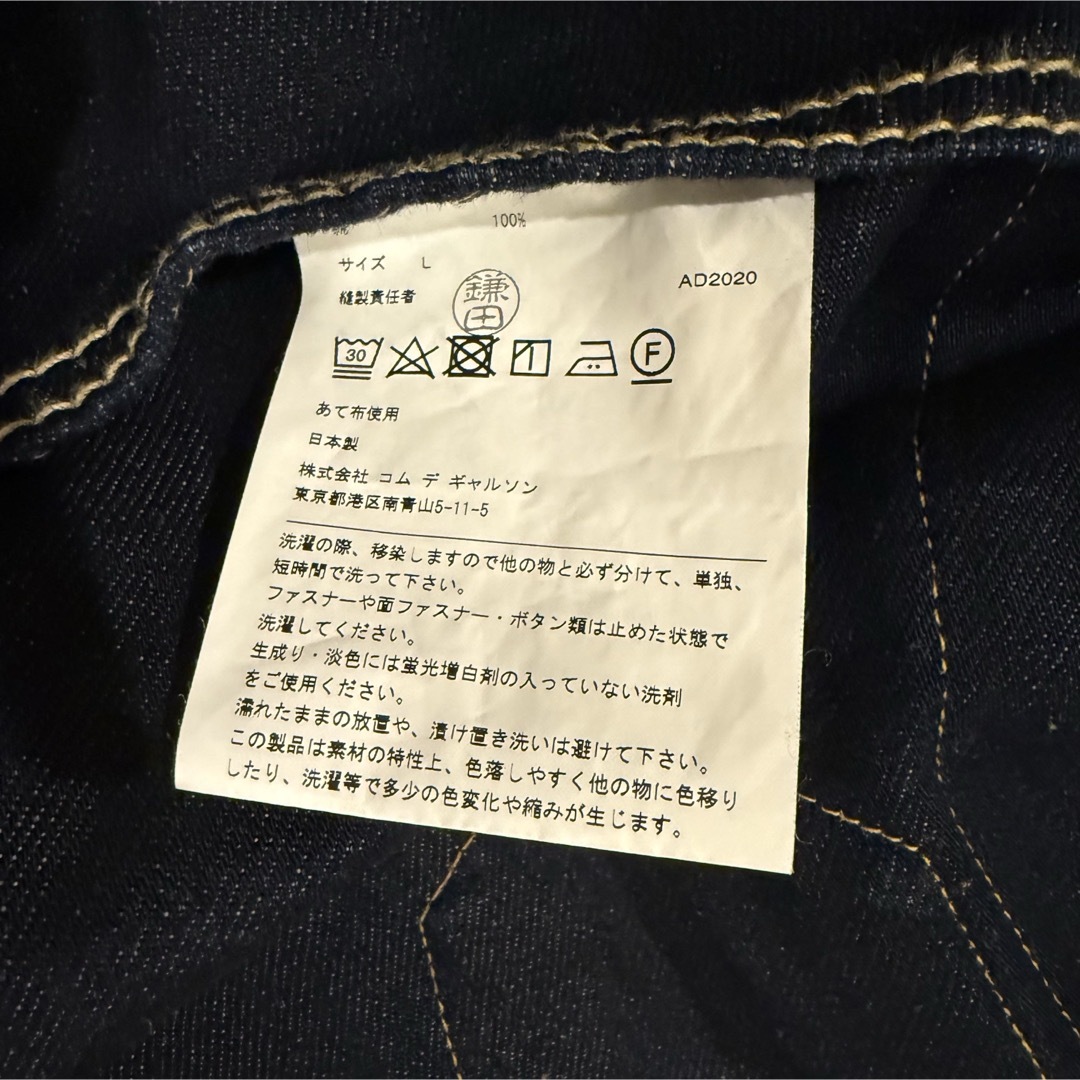 100%
サイズ L
AD2020
縫製責任者
鎌田
30
F
あて布使用
日本製
株式会社 コム デ ギャルソン
東京都港区南青山5-11-5
洗濯の際、移染しますので他の物と必ず分けて、単独、
短時間で洗って下さい。
ファスナーや面ファスナー・ボタン類は止めた状態で
洗濯してください。
生成り・淡色には蛍光増白剤の入っていない洗剤
をご使用ください。
濡れたままの放置や、漬け置き洗いは避けて下さい。
この製品は素材の特性上、色落しやすく他の物に色移り
したり、洗濯等で多少の色変化や縮みが生じます。